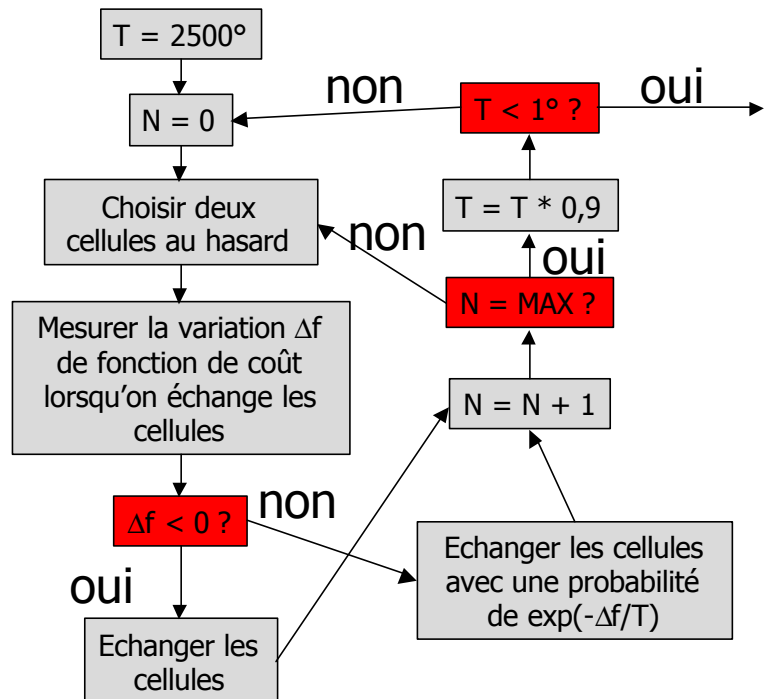 T = 2500°
non
oui
T < 1° ?
N = 0
Choisir deux
cellules au hasard
T = T * 0,9
non
oui
N = MAX ?
Mesurer la variation Δf
de fonction de coût
lorsqu'on échange les
cellules
N = N + 1
Δf < 0 ?
non
oui
Echanger les cellules
avec une probabilité
de exp(-Δf/T)
Echanger les
cellules